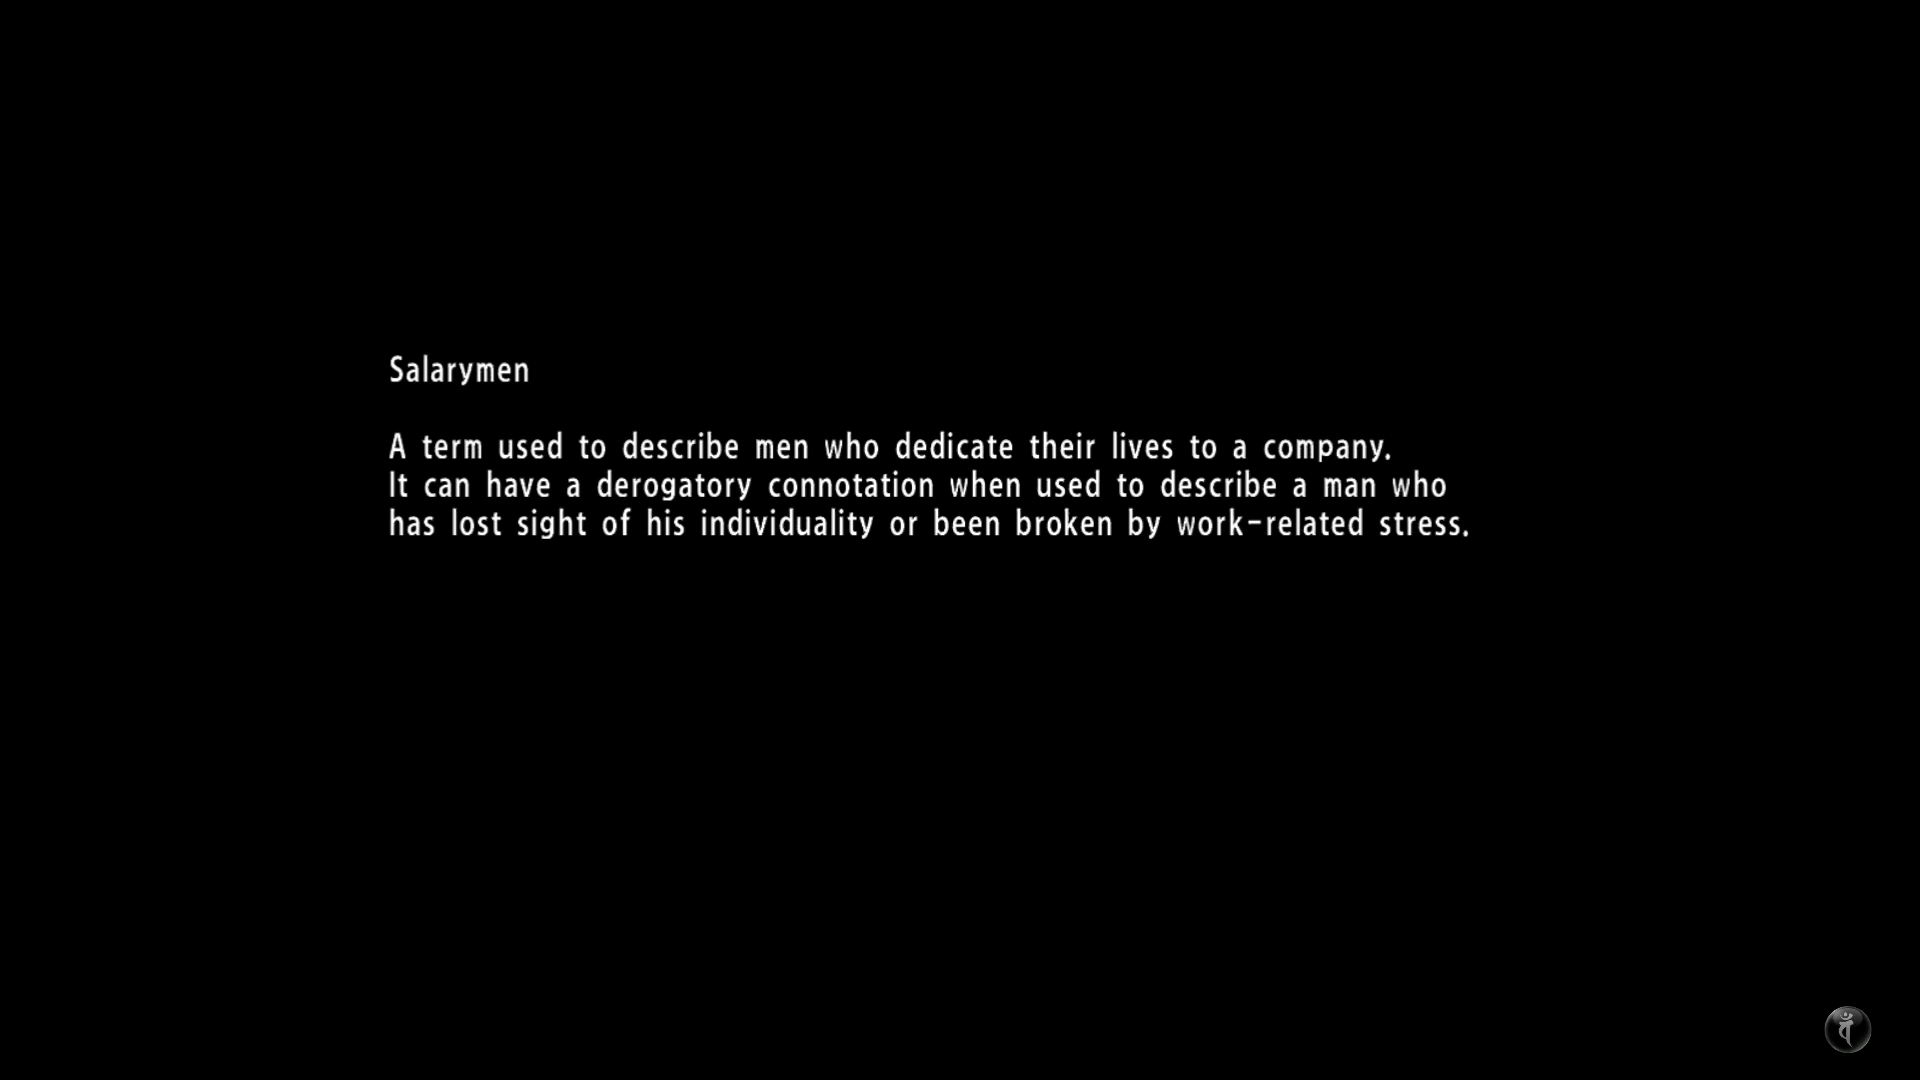 Salarymen
A term used to describe men who dedicate their lives to a company.
It can have a derogatory connotation when used to describe a man who
has lost sight of his individuality or been broken by work-related stress.